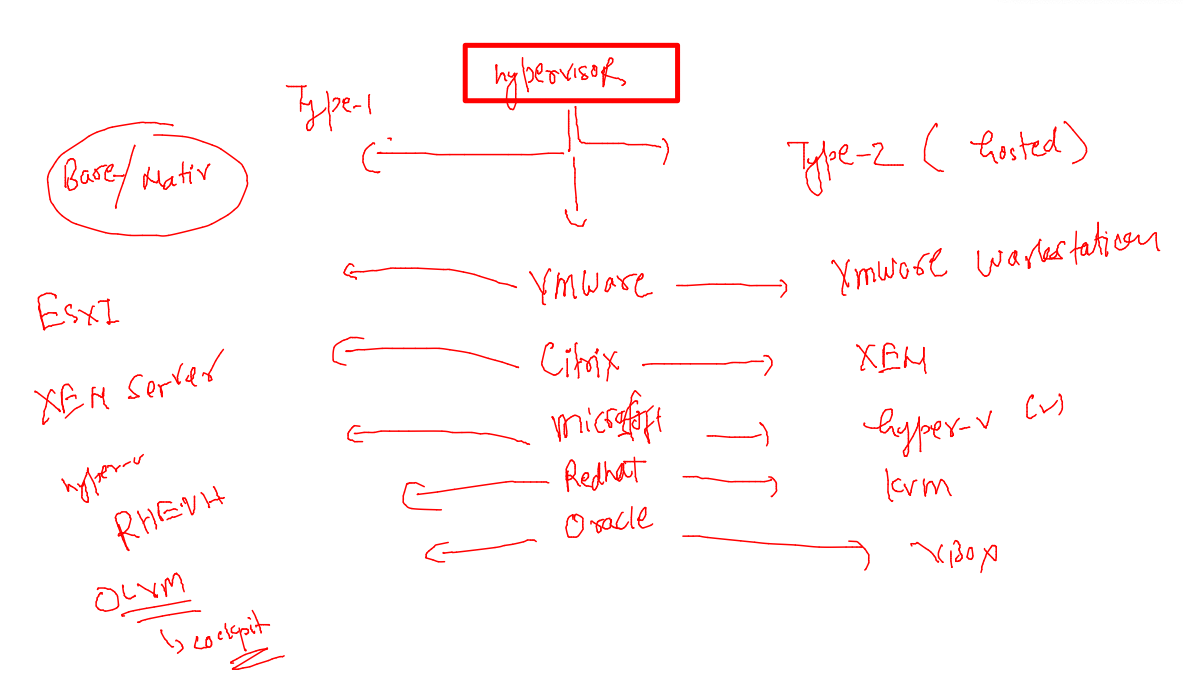 hypervisor
Type-1
Bare/Nativ
Type-2 (hosted)
ESXI
VMWare
VMWare Workstation
XEN Server
Citrix
XEN
hyper-v
microsoft
hyper-v (v)
RHEVH
Redhat
kvm
OLVM
Oracle
VBOX
cockpit